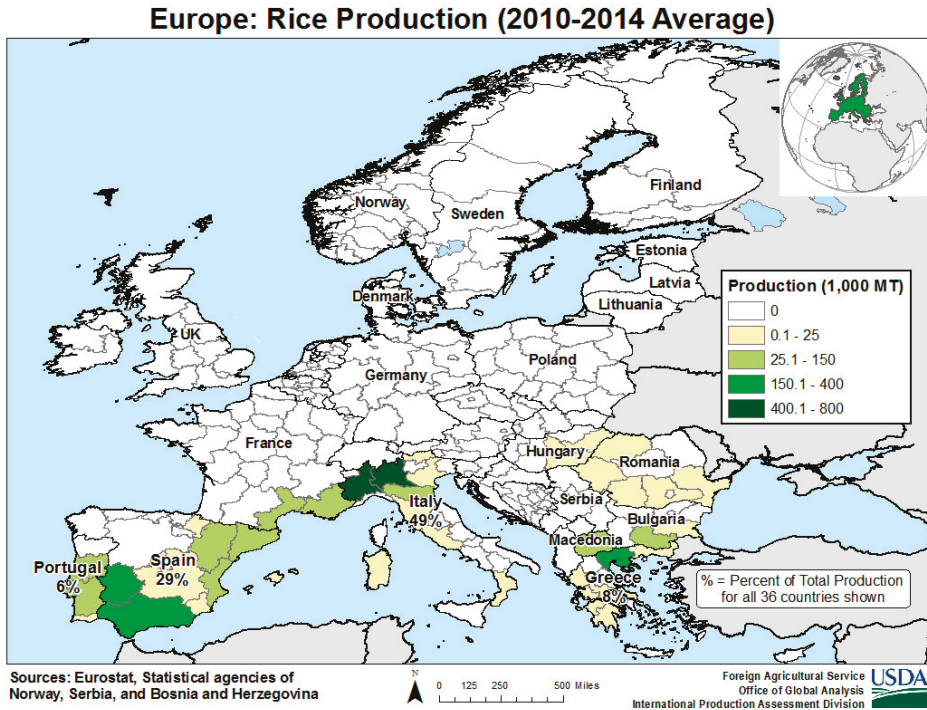 Europe: Rice Production (2010-2014 Average)
Norway
Sweden
Finland
Estonia
Latvia
Lithuania
Denmark
UK
Germany
Poland
France
Hungary
Romania
Serbia
Bulgaria
Macedonia
Italy
49%
Portugal
6%
Spain
29%
Greece
8%
Production (1,000 MT)
0
0.1 - 25
25.1 - 150
150.1 - 400
400.1 - 800
% = Percent of Total Production
for all 36 countries shown
Sources: Eurostat, Statistical agencies of
Norway, Serbia, and Bosnia and Herzegovina
N
0 125 250 500 Miles
Foreign Agricultural Service
Office of Global Analysis
International Production Assessment Division
USDA